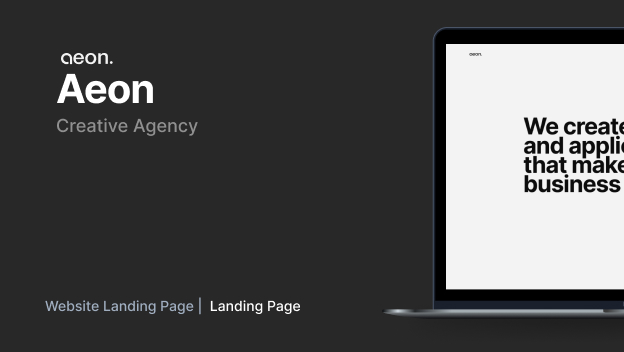 aeon.
Aeon
Creative Agency
Website Landing Page | Landing Page
aeon.
We create
and applic
that make
business